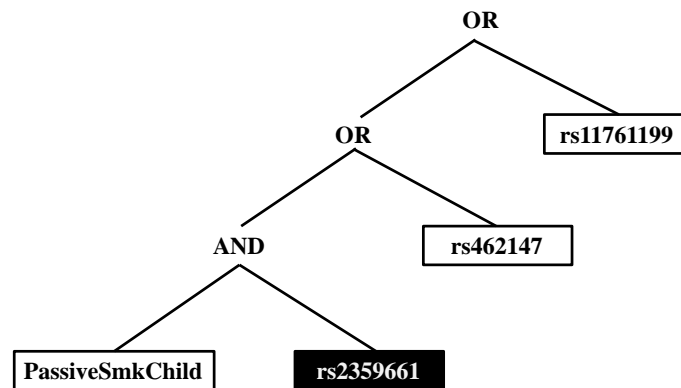 OR
OR
rs11761199
AND
rs462147
PassiveSmkChild
rs2359661